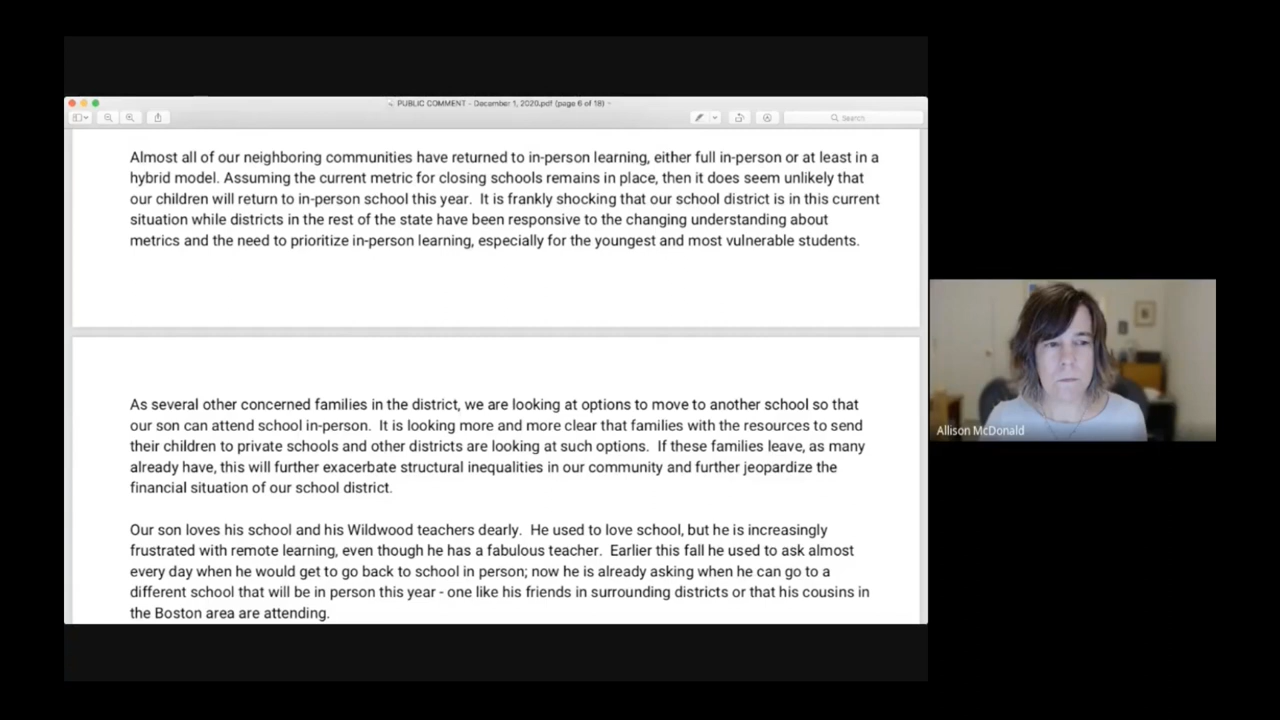 PUBLIC COMMENT - December 1, 2020.pdf (page 6 of 18)
Search
Almost all of our neighboring communities have returned to in-person learning, either full in-person or at least in a
hybrid model. Assuming the current metric for closing schools remains in place, then it does seem unlikely that
our children will return to in-person school this year.  It is frankly shocking that our school district is in this current
situation while districts in the rest of the state have been responsive to the changing understanding about
metrics and the need to prioritize in-person learning, especially for the youngest and most vulnerable students.
As several other concerned families in the district, we are looking at options to move to another school so that
our son can attend school in-person.  It is looking more and more clear that families with the resources to send
their children to private schools and other districts are looking at such options.  If these families leave, as many
already have, this will further exacerbate structural inequalities in our community and further jeopardize the
financial situation of our school district.
Our son loves his school and his Wildwood teachers dearly.  He used to love school, but he is increasingly
frustrated with remote learning, even though he has a fabulous teacher.  Earlier this fall he used to ask almost
every day when he would get to go back to school in person; now he is already asking when he can go to a
different school that will be in person this year - one like his friends in surrounding districts or that his cousins in
the Boston area are attending.
Allison McDonald